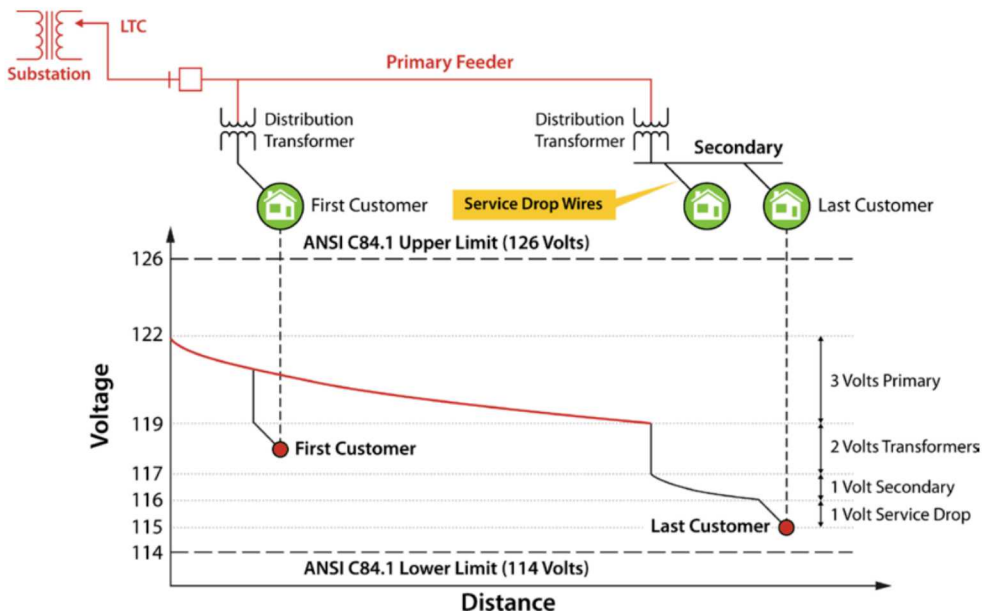 LTC
Substation
Primary Feeder
Distribution
Transformer
Distribution
Transformer
Secondary
First Customer
Service Drop Wires
Last Customer
ANSI C84.1 Upper Limit (126 Volts)
126
122
3 Volts Primary
Voltage
119
First Customer
2 Volts Transformers
117
1 Volt Secondary
116
1 Volt Service Drop
115
Last Customer
114
ANSI C84.1 Lower Limit (114 Volts)
Distance